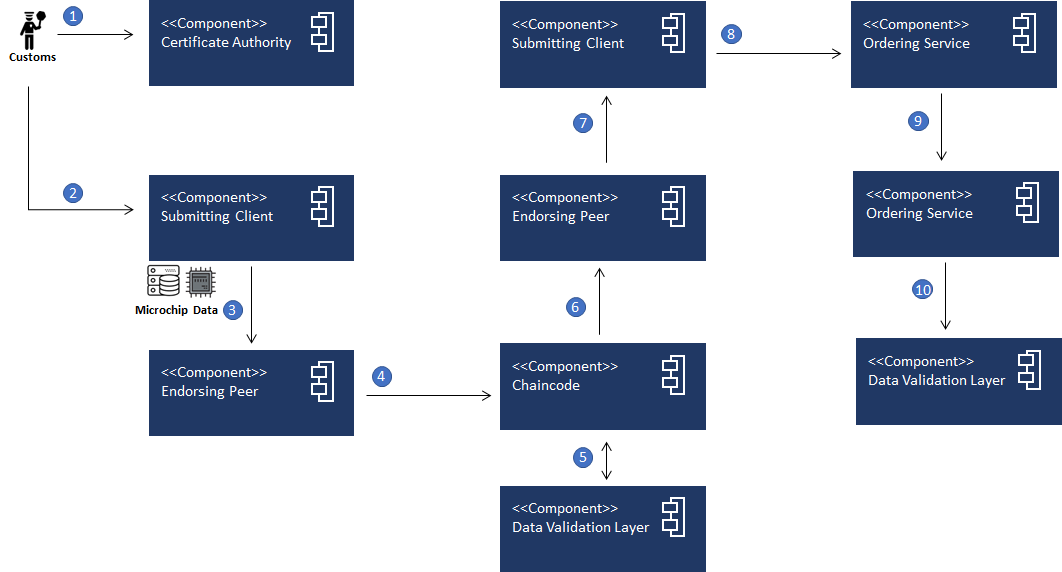 Customs
1
<<Component>>
Certificate Authority
2
<<Component>>
Submitting Client
Microchip Data
3
<<Component>>
Endorsing Peer
4
<<Component>>
Chaincode
5
<<Component>>
Data Validation Layer
6
<<Component>>
Endorsing Peer
7
<<Component>>
Submitting Client
8
<<Component>>
Ordering Service
9
<<Component>>
Ordering Service
10
<<Component>>
Data Validation Layer